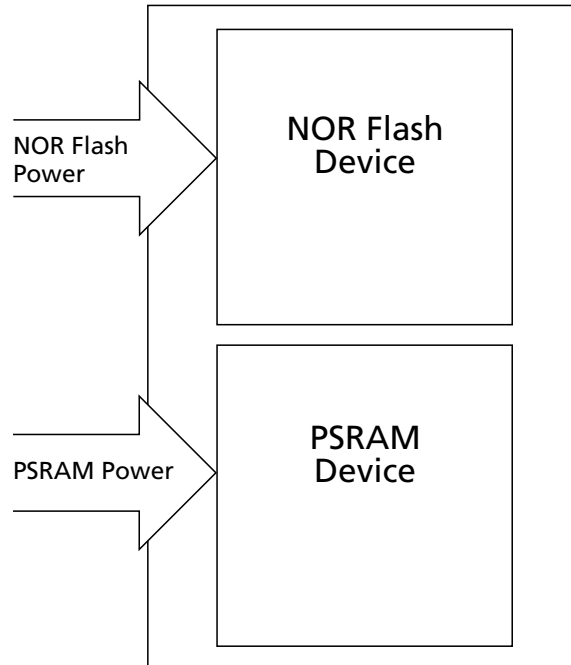 NOR Flash
Power
NOR Flash
Device
PSRAM Power
PSRAM
Device